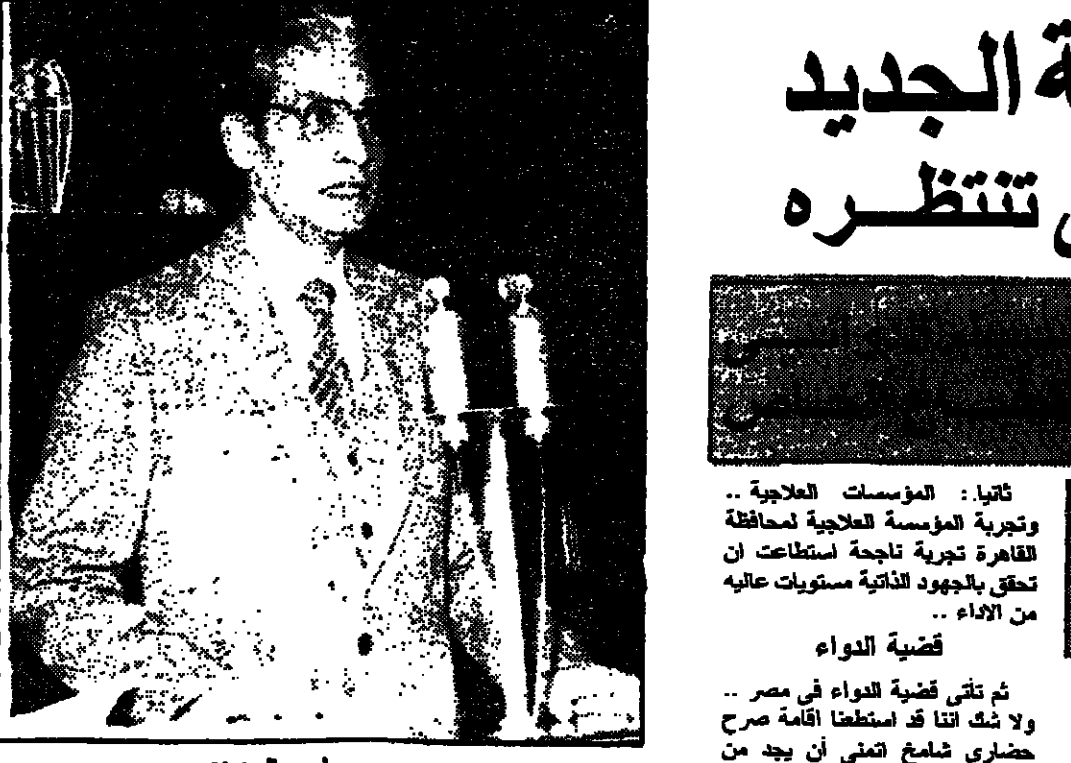 ة الجديد
تنتظــره
ثانيا : المؤسسات العلاجية ..
وتجربة المؤسسة العلاجية لمحافظة
القاهرة تجربة ناجحة استطاعت ان
تحقق بالجهود الذاتية مستويات عاليه
من الاداء ..
قضية الدواء
ثم تأتى قضية الدواء فى مصر ..
ولا شك اننا قد استطعنا اقامة صرح
حضارى شامخ اتمنى أن يجد من